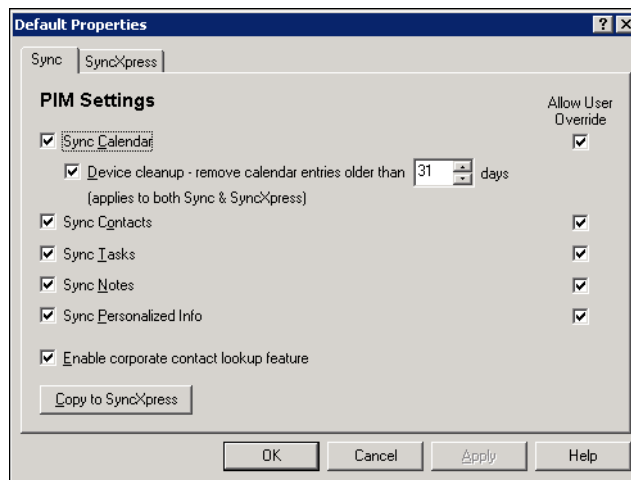 Default Properties
Sync
SyncXpress
PIM Settings
Allow User
Override
Sync Calendar
Device cleanup - remove calendar entries older than 31 days
(applies to both Sync & SyncXpress)
Sync Contacts
Sync Tasks
Sync Notes
Sync Personalized Info
Enable corporate contact lookup feature
Copy to SyncXpress
OK
Cancel
Apply
Help